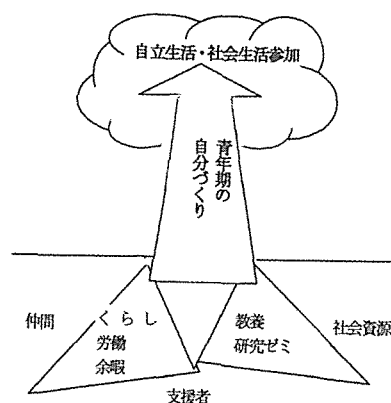 自立生活・社会生活参加
青年期の
自分づくり
仲間
くらし
労働
余暇
教養
研究ゼミ
社会資源
支援者